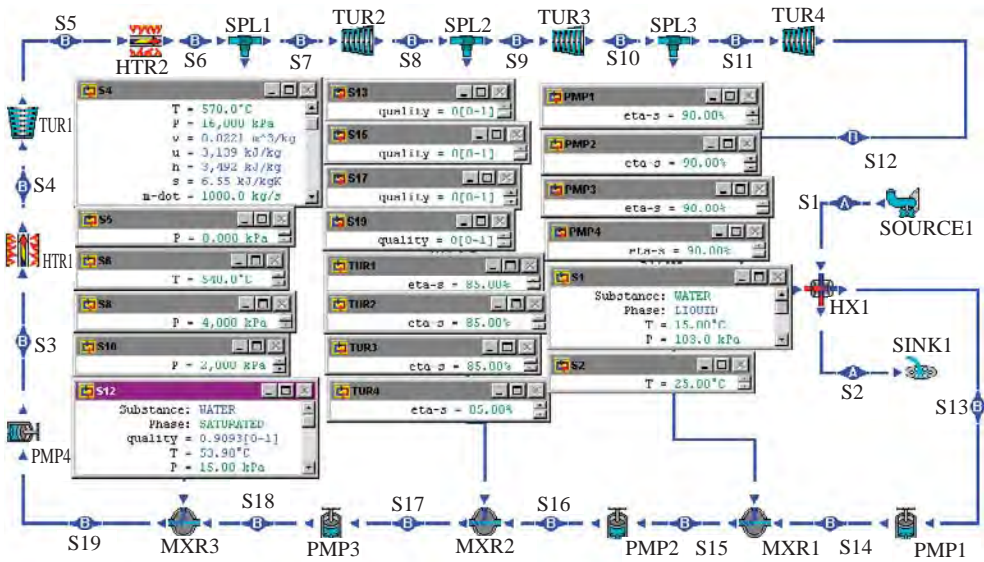 S5
SPL1
TUR2
SPL2
TUR3
SPL3
TUR4
B
HTR2
S6
S7
S8
S9
S10
S11
TUR1
S4
T = 570.0°C
P = 16,000 kPa
v = 0.0221 m^3/kg
u = 3,139 kJ/kg
h = 3,492 kJ/kg
s = 6.55 kJ/kgK
m-dot = 1000.0 kg/s
S13
quality = 0[0-1]
S15
quality = 0[0-1]
S17
quality = 0[0-1]
S19
quality = 0[0-1]
PMP1
eta-s = 90.00%
PMP2
eta-s = 90.00%
PMP3
eta-s = 90.00%
PMP4
eta-s = 90.00%
S12
S4
HTR1
S3
PMP4
S5
S6
T = 540.0°C
S8
P = 4,000 kPa
S10
P = 2,000 kPa
S12
Substance: WATER
Phase: SATURATED
quality = 0.9093[0-1]
T = 53.98°C
P = 15.00 kPa
TUR1
eta-s = 85.00%
TUR2
eta-s = 85.00%
TUR3
eta-s = 85.00%
TUR4
eta-s = 85.00%
S1
Substance: WATER
Phase: LIQUID
T = 15.00°C
P = 103.0 kPa
S2
T = 25.00°C
S1
A
SOURCE1
HX1
SINK1
A
S2
S13
B
S19
MXR3
S18
PMP3
S17
MXR2
S16
PMP2
S15
MXR1
S14
PMP1